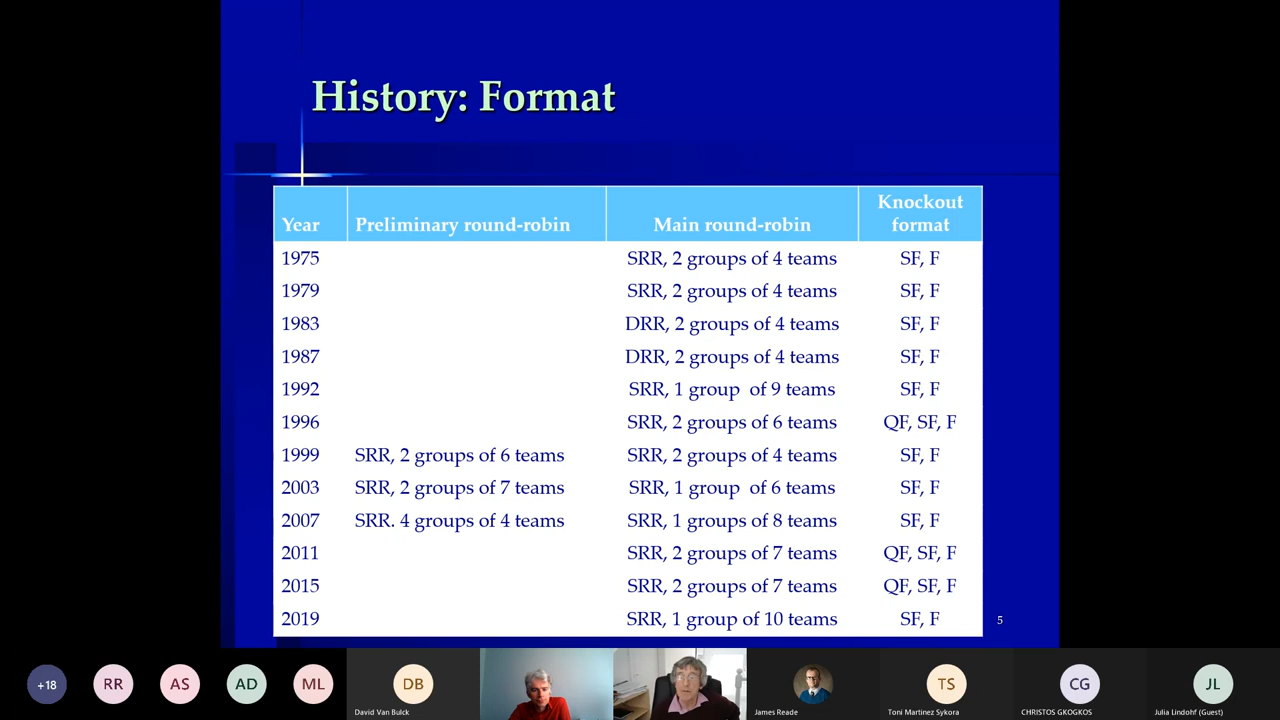 History: Format
Year Preliminary round-robin Main round-robin Knockout format
1975 SRR, 2 groups of 4 teams SF, F
1979 SRR, 2 groups of 4 teams SF, F
1983 DRR, 2 groups of 4 teams SF, F
1987 DRR, 2 groups of 4 teams SF, F
1992 SRR, 1 group of 9 teams SF, F
1996 SRR, 2 groups of 6 teams QF, SF, F
1999 SRR, 2 groups of 6 teams SRR, 2 groups of 4 teams SF, F
2003 SRR, 2 groups of 7 teams SRR, 1 group of 6 teams SF, F
2007 SRR. 4 groups of 4 teams SRR, 1 groups of 8 teams SF, F
2011 SRR, 2 groups of 7 teams QF, SF, F
2015 SRR, 2 groups of 7 teams QF, SF, F
2019 SRR, 1 group of 10 teams SF, F
5
+18 RR AS AD ML DB TS CG JL
David Van Bulck James Reade Toni Martinez Sykora CHRISTOS GKOGKOS Julia Lindohf (Guest)